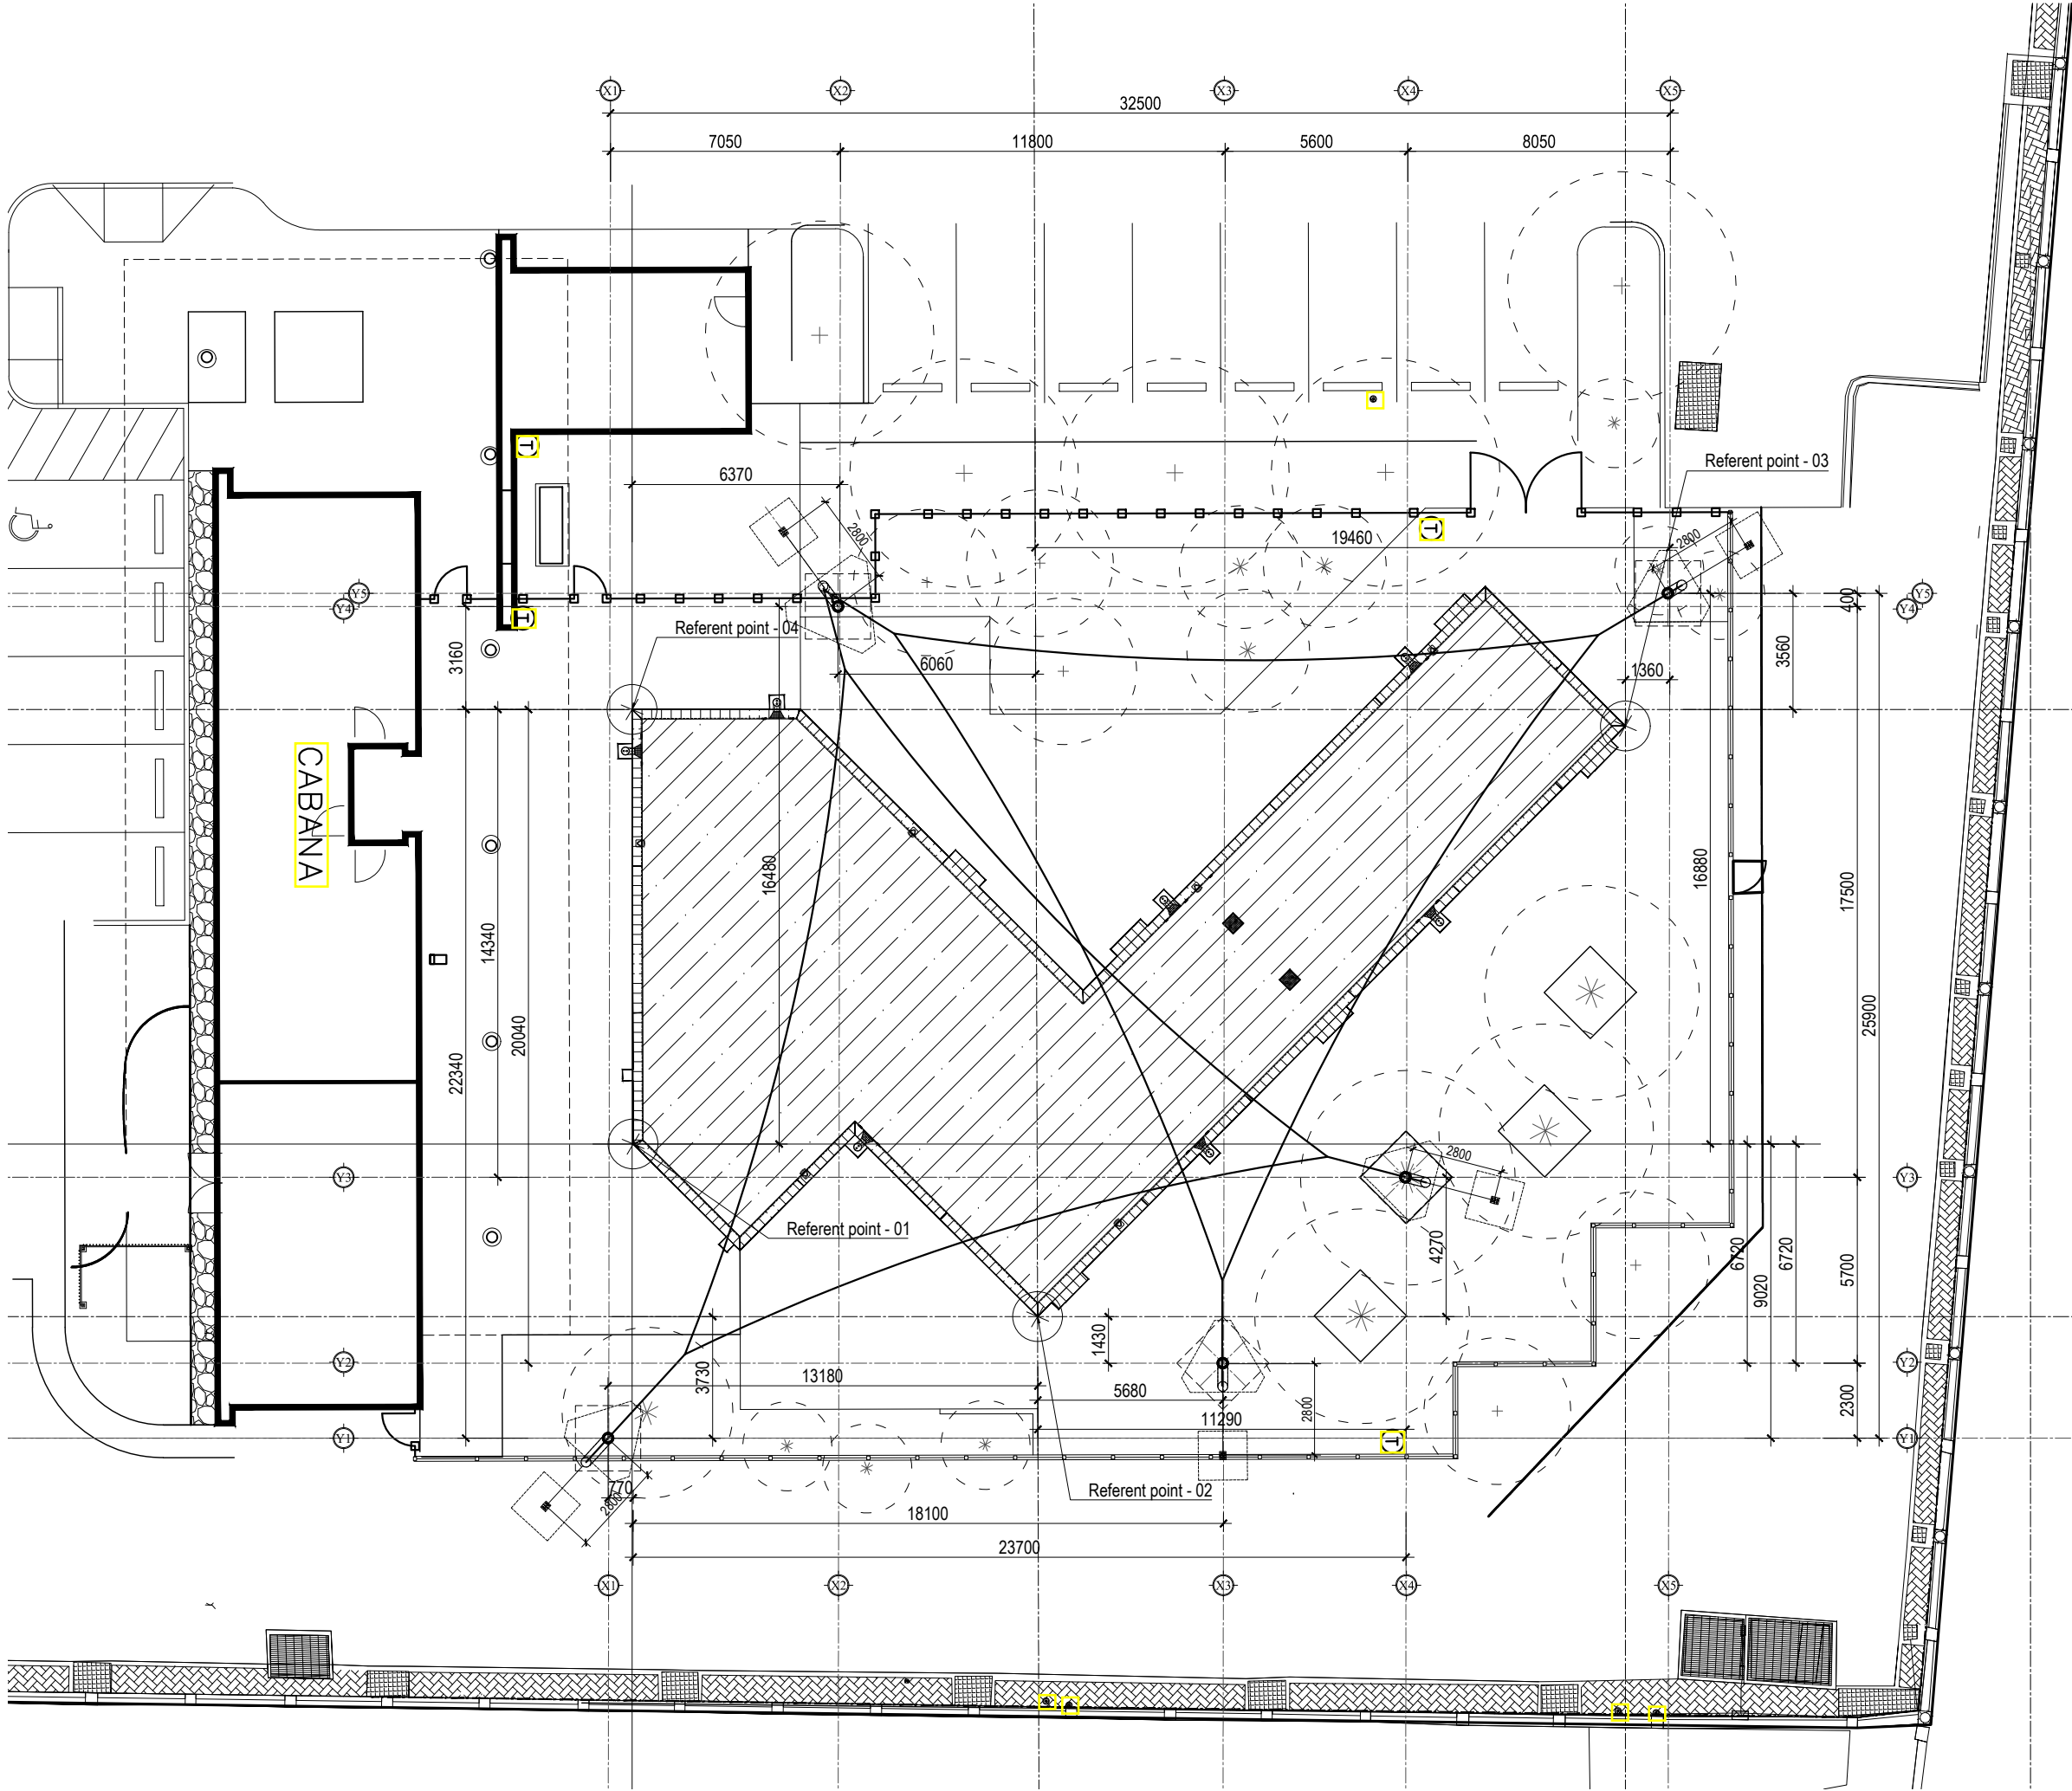 X1
X2
X3
X4
X5
32500
7050
11800
5600
8050
Referent point - 03
6370
2800
19460
2800
T
T
T
Y5
Y4
Y5
Y4
400
3160
Referent point - 04
6060
1360
3560
CABANA
16480
16880
17500
14340
20040
22340
25900
Y3
2800
Y3
Referent point - 01
4270
6720
9020
6720
5700
1430
3730
13180
5680
11290
2800
2300
Y2
Y2
T
Y1
Y1
770
2800
Referent point - 02
18100
23700
X1
X2
X3
X4
X5